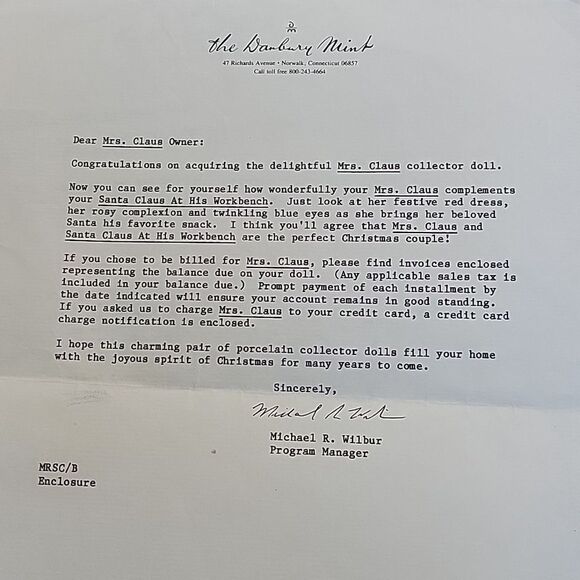 DM
the Danbury Mint
47 Richards Avenue • Norwalk, Connecticut 06857
Call toll free 800-243-4664
Dear Mrs. Claus Owner:
Congratulations on acquiring the delightful Mrs. Claus collector doll.
Now you can see for yourself how wonderfully your Mrs. Claus complements
your Santa Claus At His Workbench. Just look at her festive red dress,
her rosy complexion and twinkling blue eyes as she brings her beloved
Santa his favorite snack. I think you'll agree that Mrs. Claus and
Santa Claus At His Workbench are the perfect Christmas couple!
If you chose to be billed for Mrs. Claus, please find invoices enclosed
representing the balance due on your doll. (Any applicable sales tax is
included in your balance due.) Prompt payment of each installment by
the date indicated will ensure your account remains in good standing.
If you asked us to charge Mrs. Claus to your credit card, a credit card
charge notification is enclosed.
I hope this charming pair of porcelain collector dolls fill your home
with the joyous spirit of Christmas for many years to come.
Sincerely,
Michael R. Wilbur
Michael R. Wilbur
Program Manager
MRSC/B
Enclosure